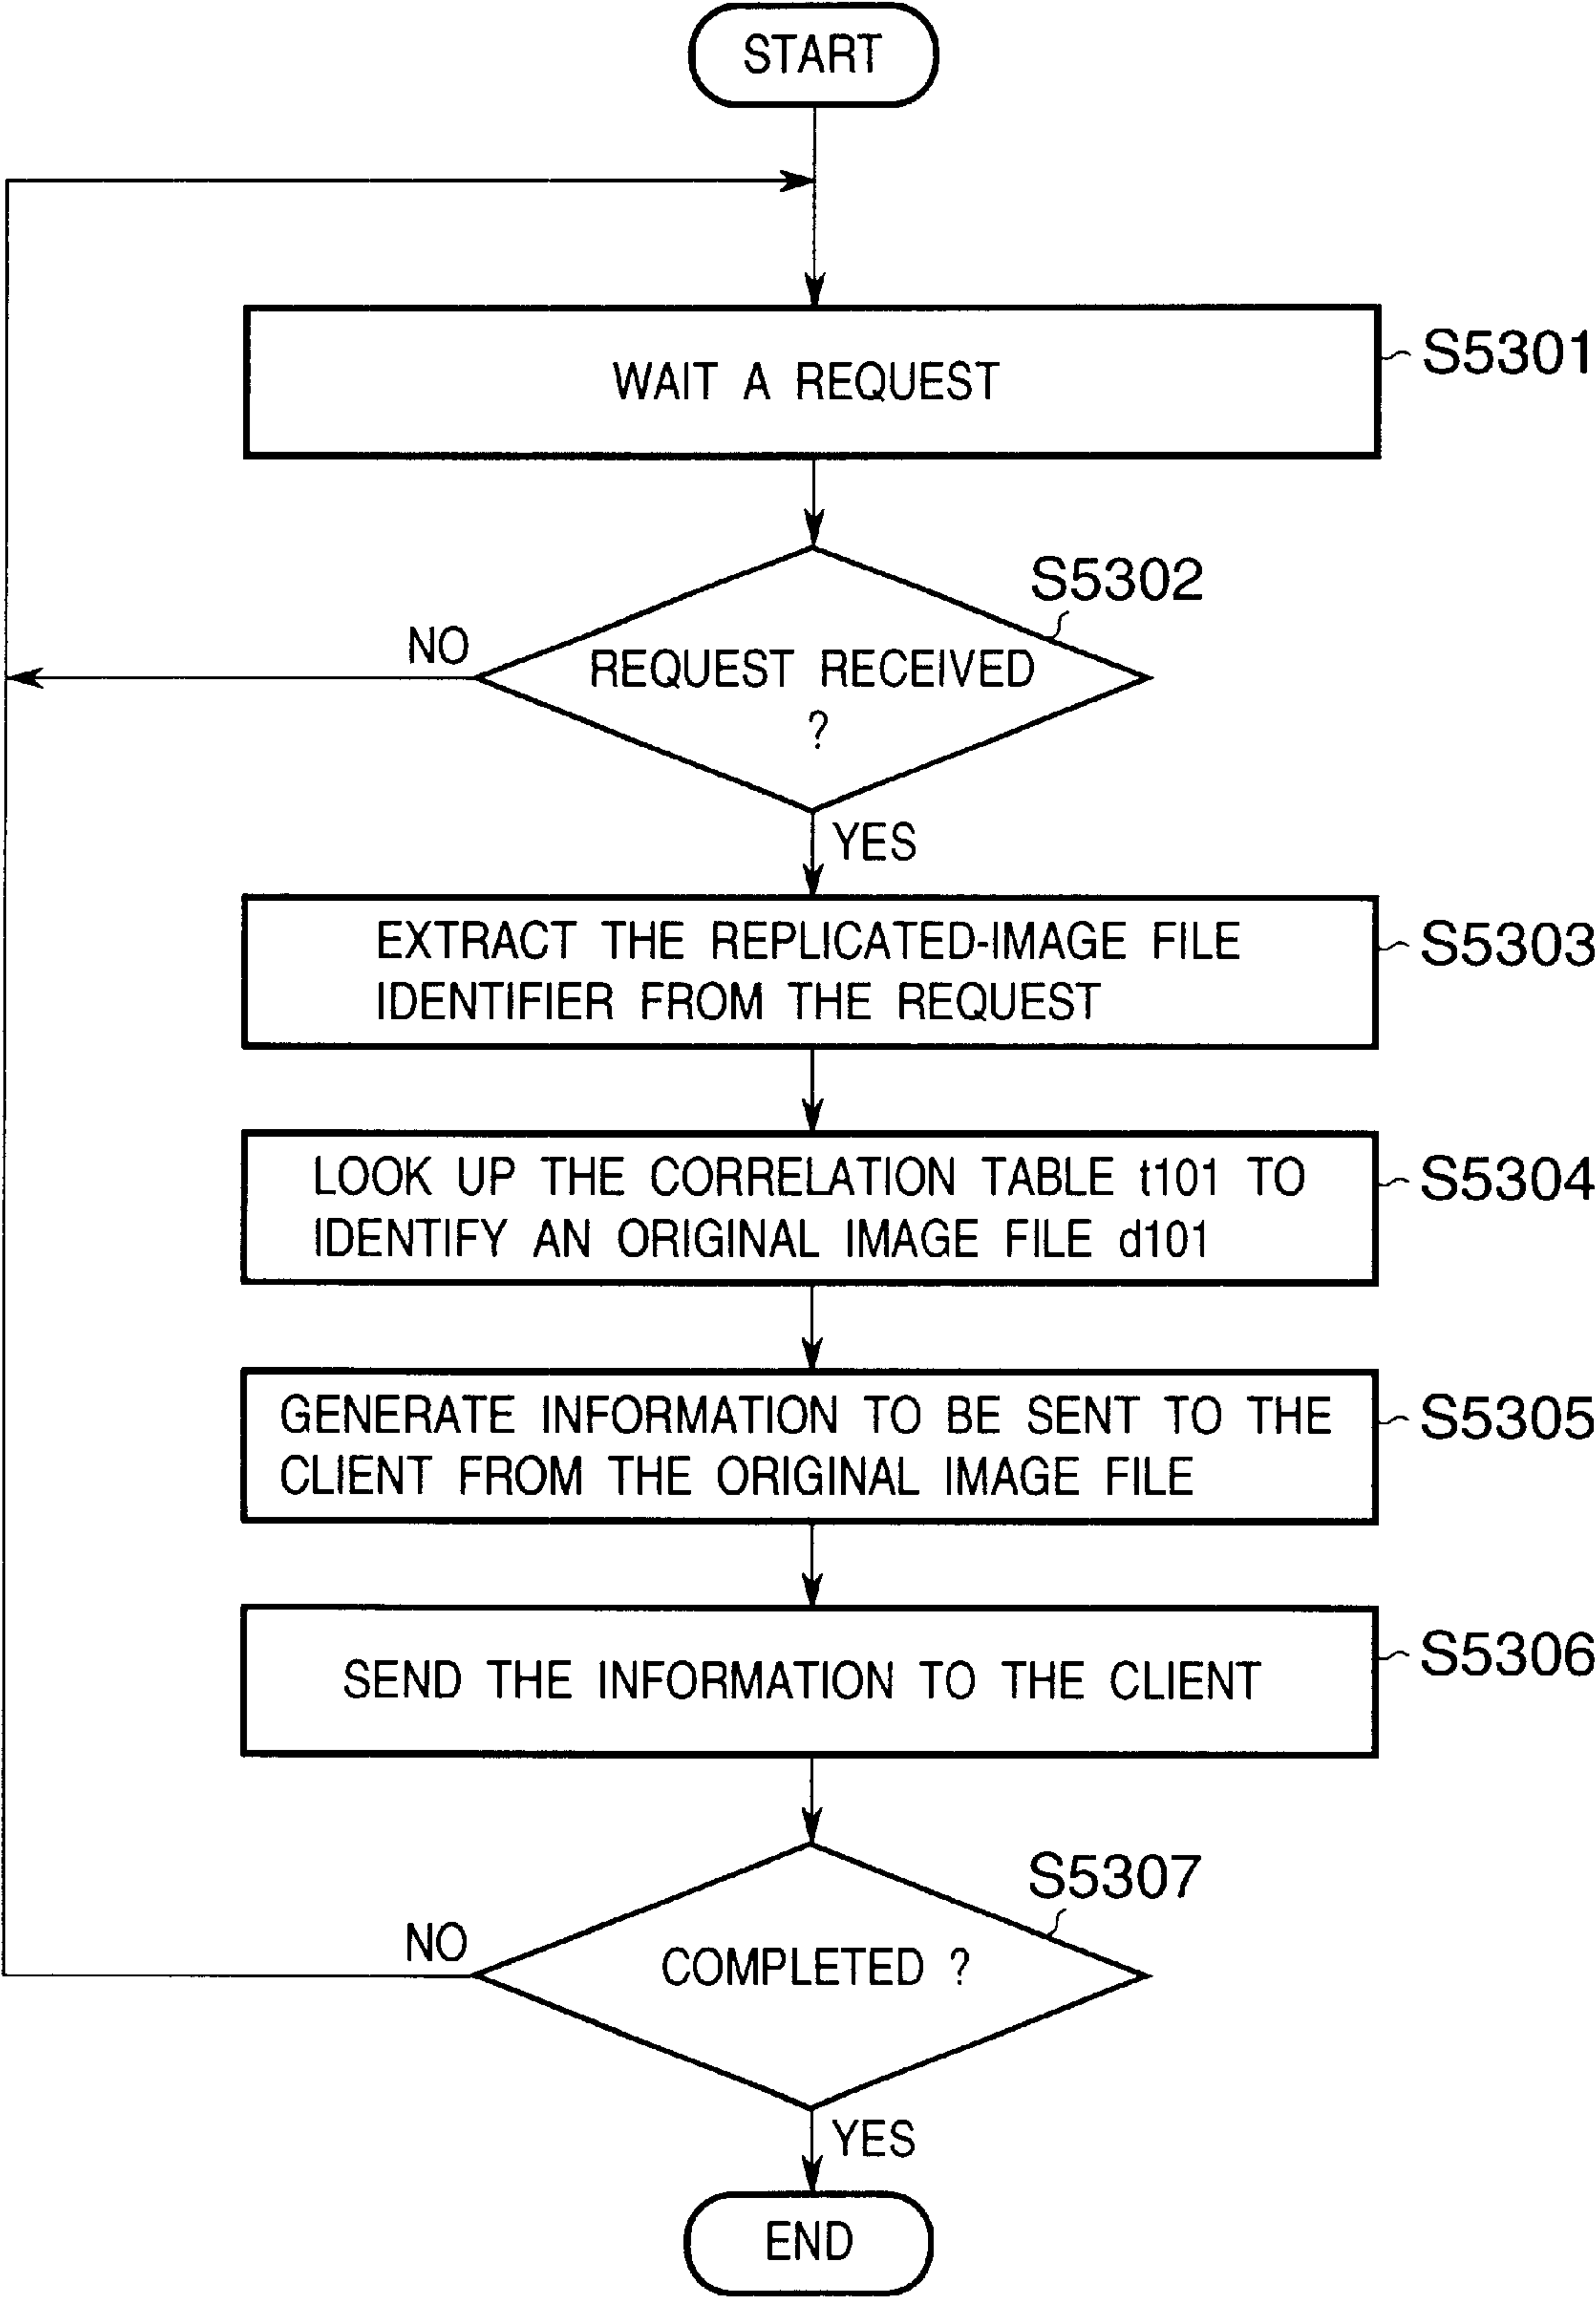 START
WAIT A REQUEST
S5301
S5302
NO
REQUEST RECEIVED
?
YES
EXTRACT THE REPLICATED-IMAGE FILE
IDENTIFIER FROM THE REQUEST
S5303
LOOK UP THE CORRELATION TABLE t101 TO
IDENTIFY AN ORIGINAL IMAGE FILE d101
S5304
GENERATE INFORMATION TO BE SENT TO THE
CLIENT FROM THE ORIGINAL IMAGE FILE
S5305
SEND THE INFORMATION TO THE CLIENT
S5306
S5307
NO
COMPLETED ?
YES
END